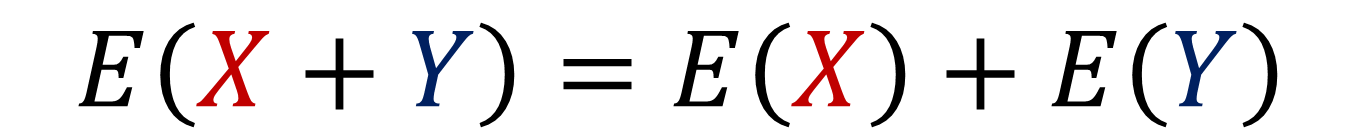 E(X + Y) = E(X) + E(Y)